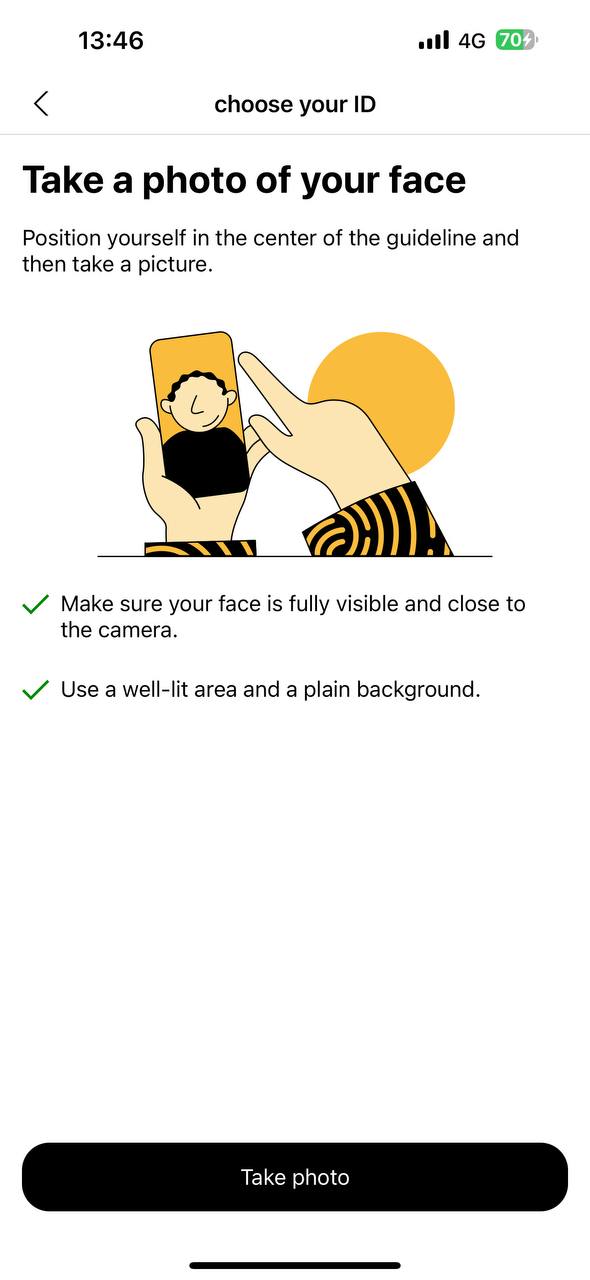 13:46
4G
70
choose your ID
Take a photo of your face
Position yourself in the center of the guideline and
then take a picture.
Make sure your face is fully visible and close to
the camera.
Use a well-lit area and a plain background.
Take photo